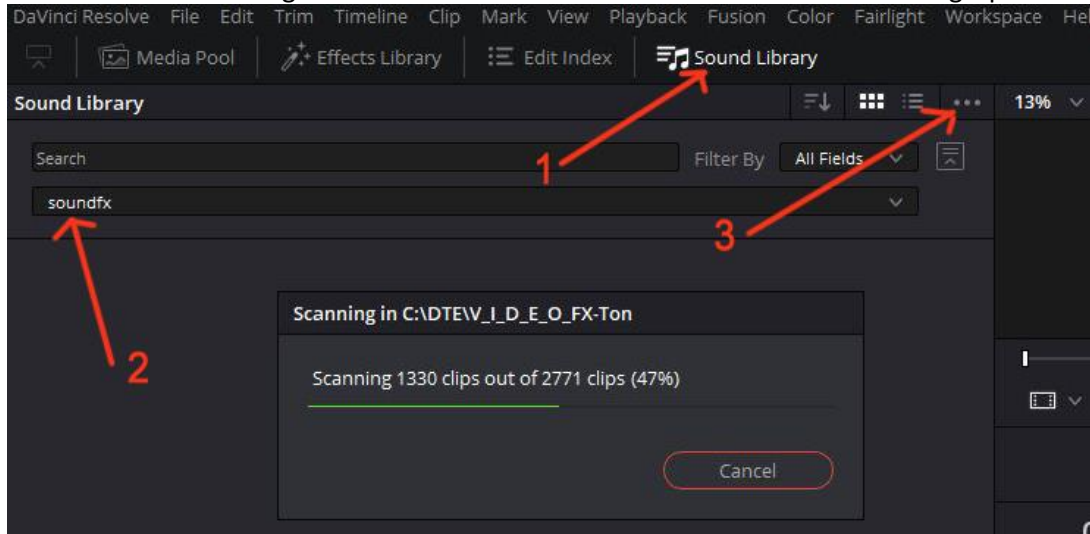 DaVinci Resolve File Edit Trim Timeline Clip Mark View Playback Fusion Color Fairlight Workspace
Media Pool Effects Library Edit Index Sound Library
Sound Library 13%
Search Filter By All Fields
soundfx
1
2
3
Scanning in C:\DTE\V_I_D_E_O_FX-Ton
Scanning 1330 clips out of 2771 clips (47%)
Cancel